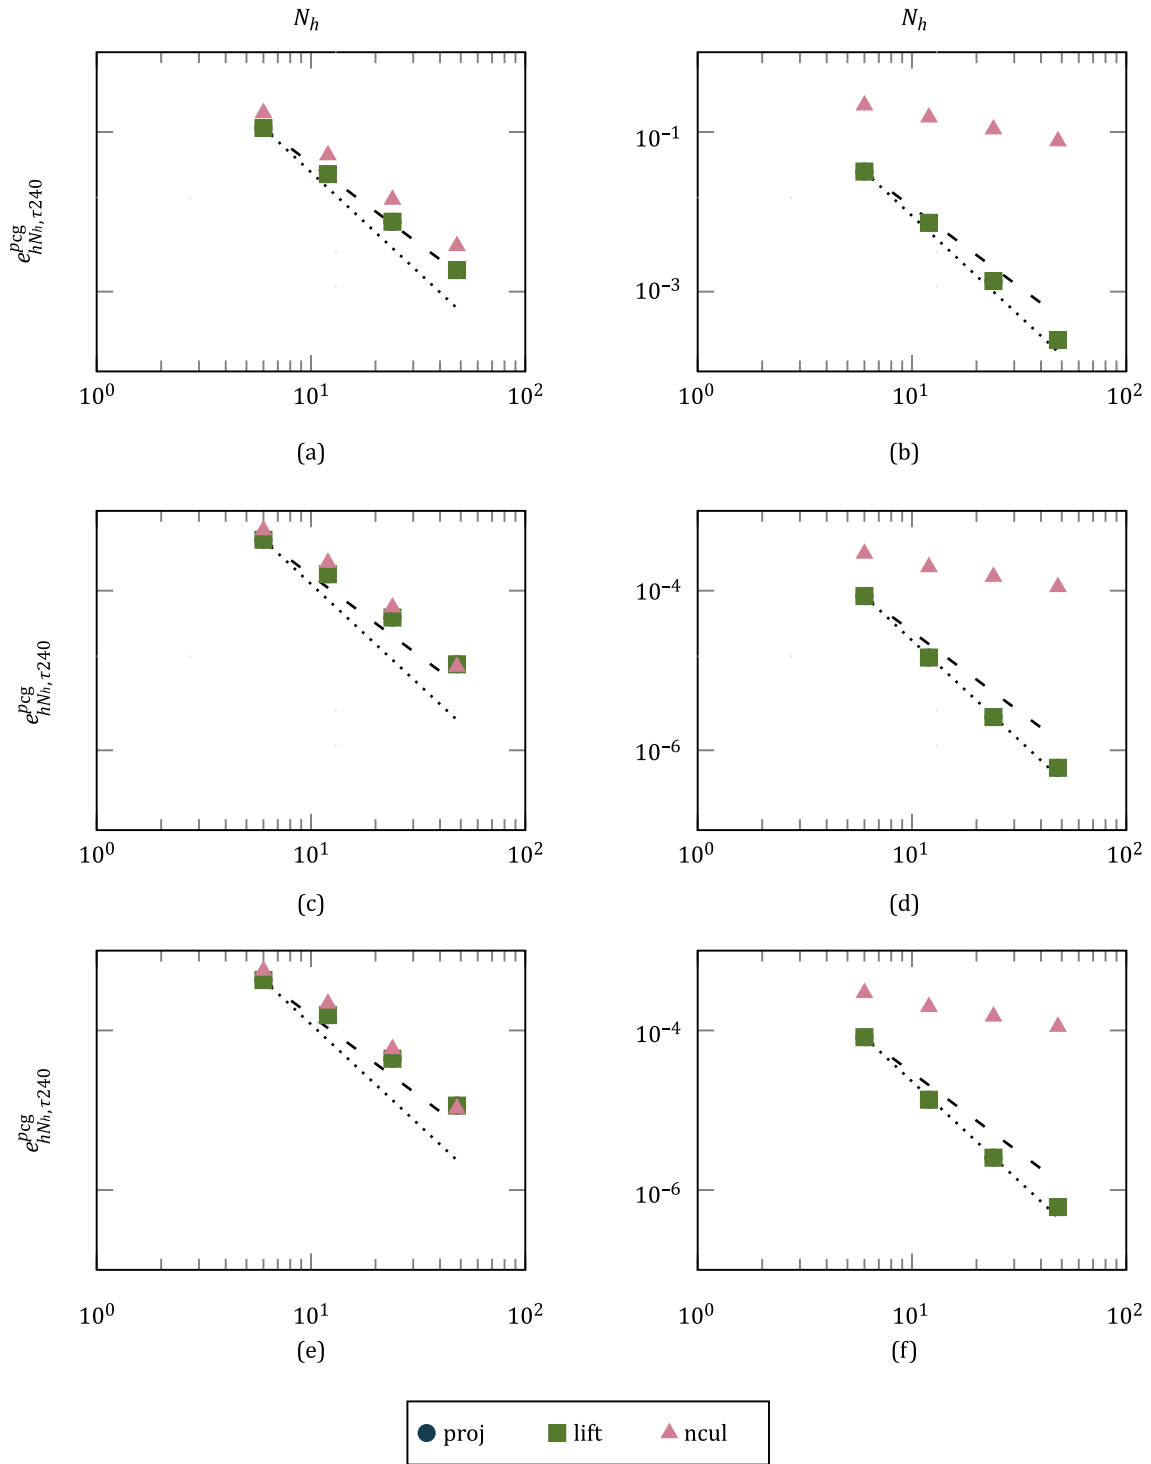 N_h N_h
10^−1
e^{p_cg}_{hN_h,τ240}
10^−3
10^0 10^1 10^2 10^0 10^1 10^2
(a) (b)
10^−4
e^{p_cg}_{hN_h,τ240}
10^−6
10^0 10^1 10^2 10^0 10^1 10^2
(c) (d)
10^−4
e^{p_cg}_{hN_h,τ240}
10^−6
10^0 10^1 10^2 10^0 10^1 10^2
(e) (f)
proj lift ncul